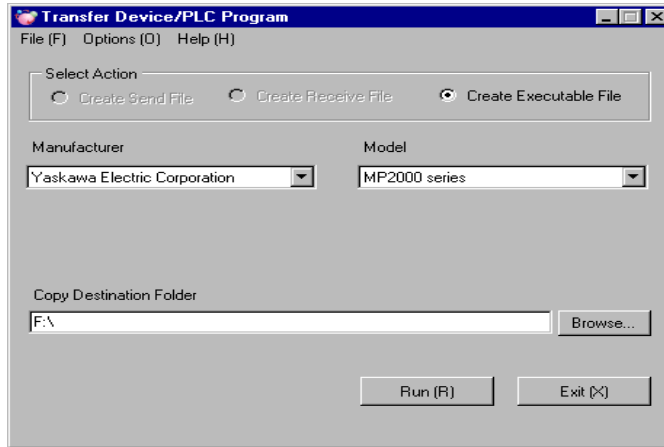 Transfer Device/PLC Program
File (F) Options (O) Help (H)
Select Action
Create Send File Create Receive File Create Executable File
Manufacturer Model
Yaskawa Electric Corporation MP2000 series
Copy Destination Folder
F:\ Browse...
Run (R) Exit (X)